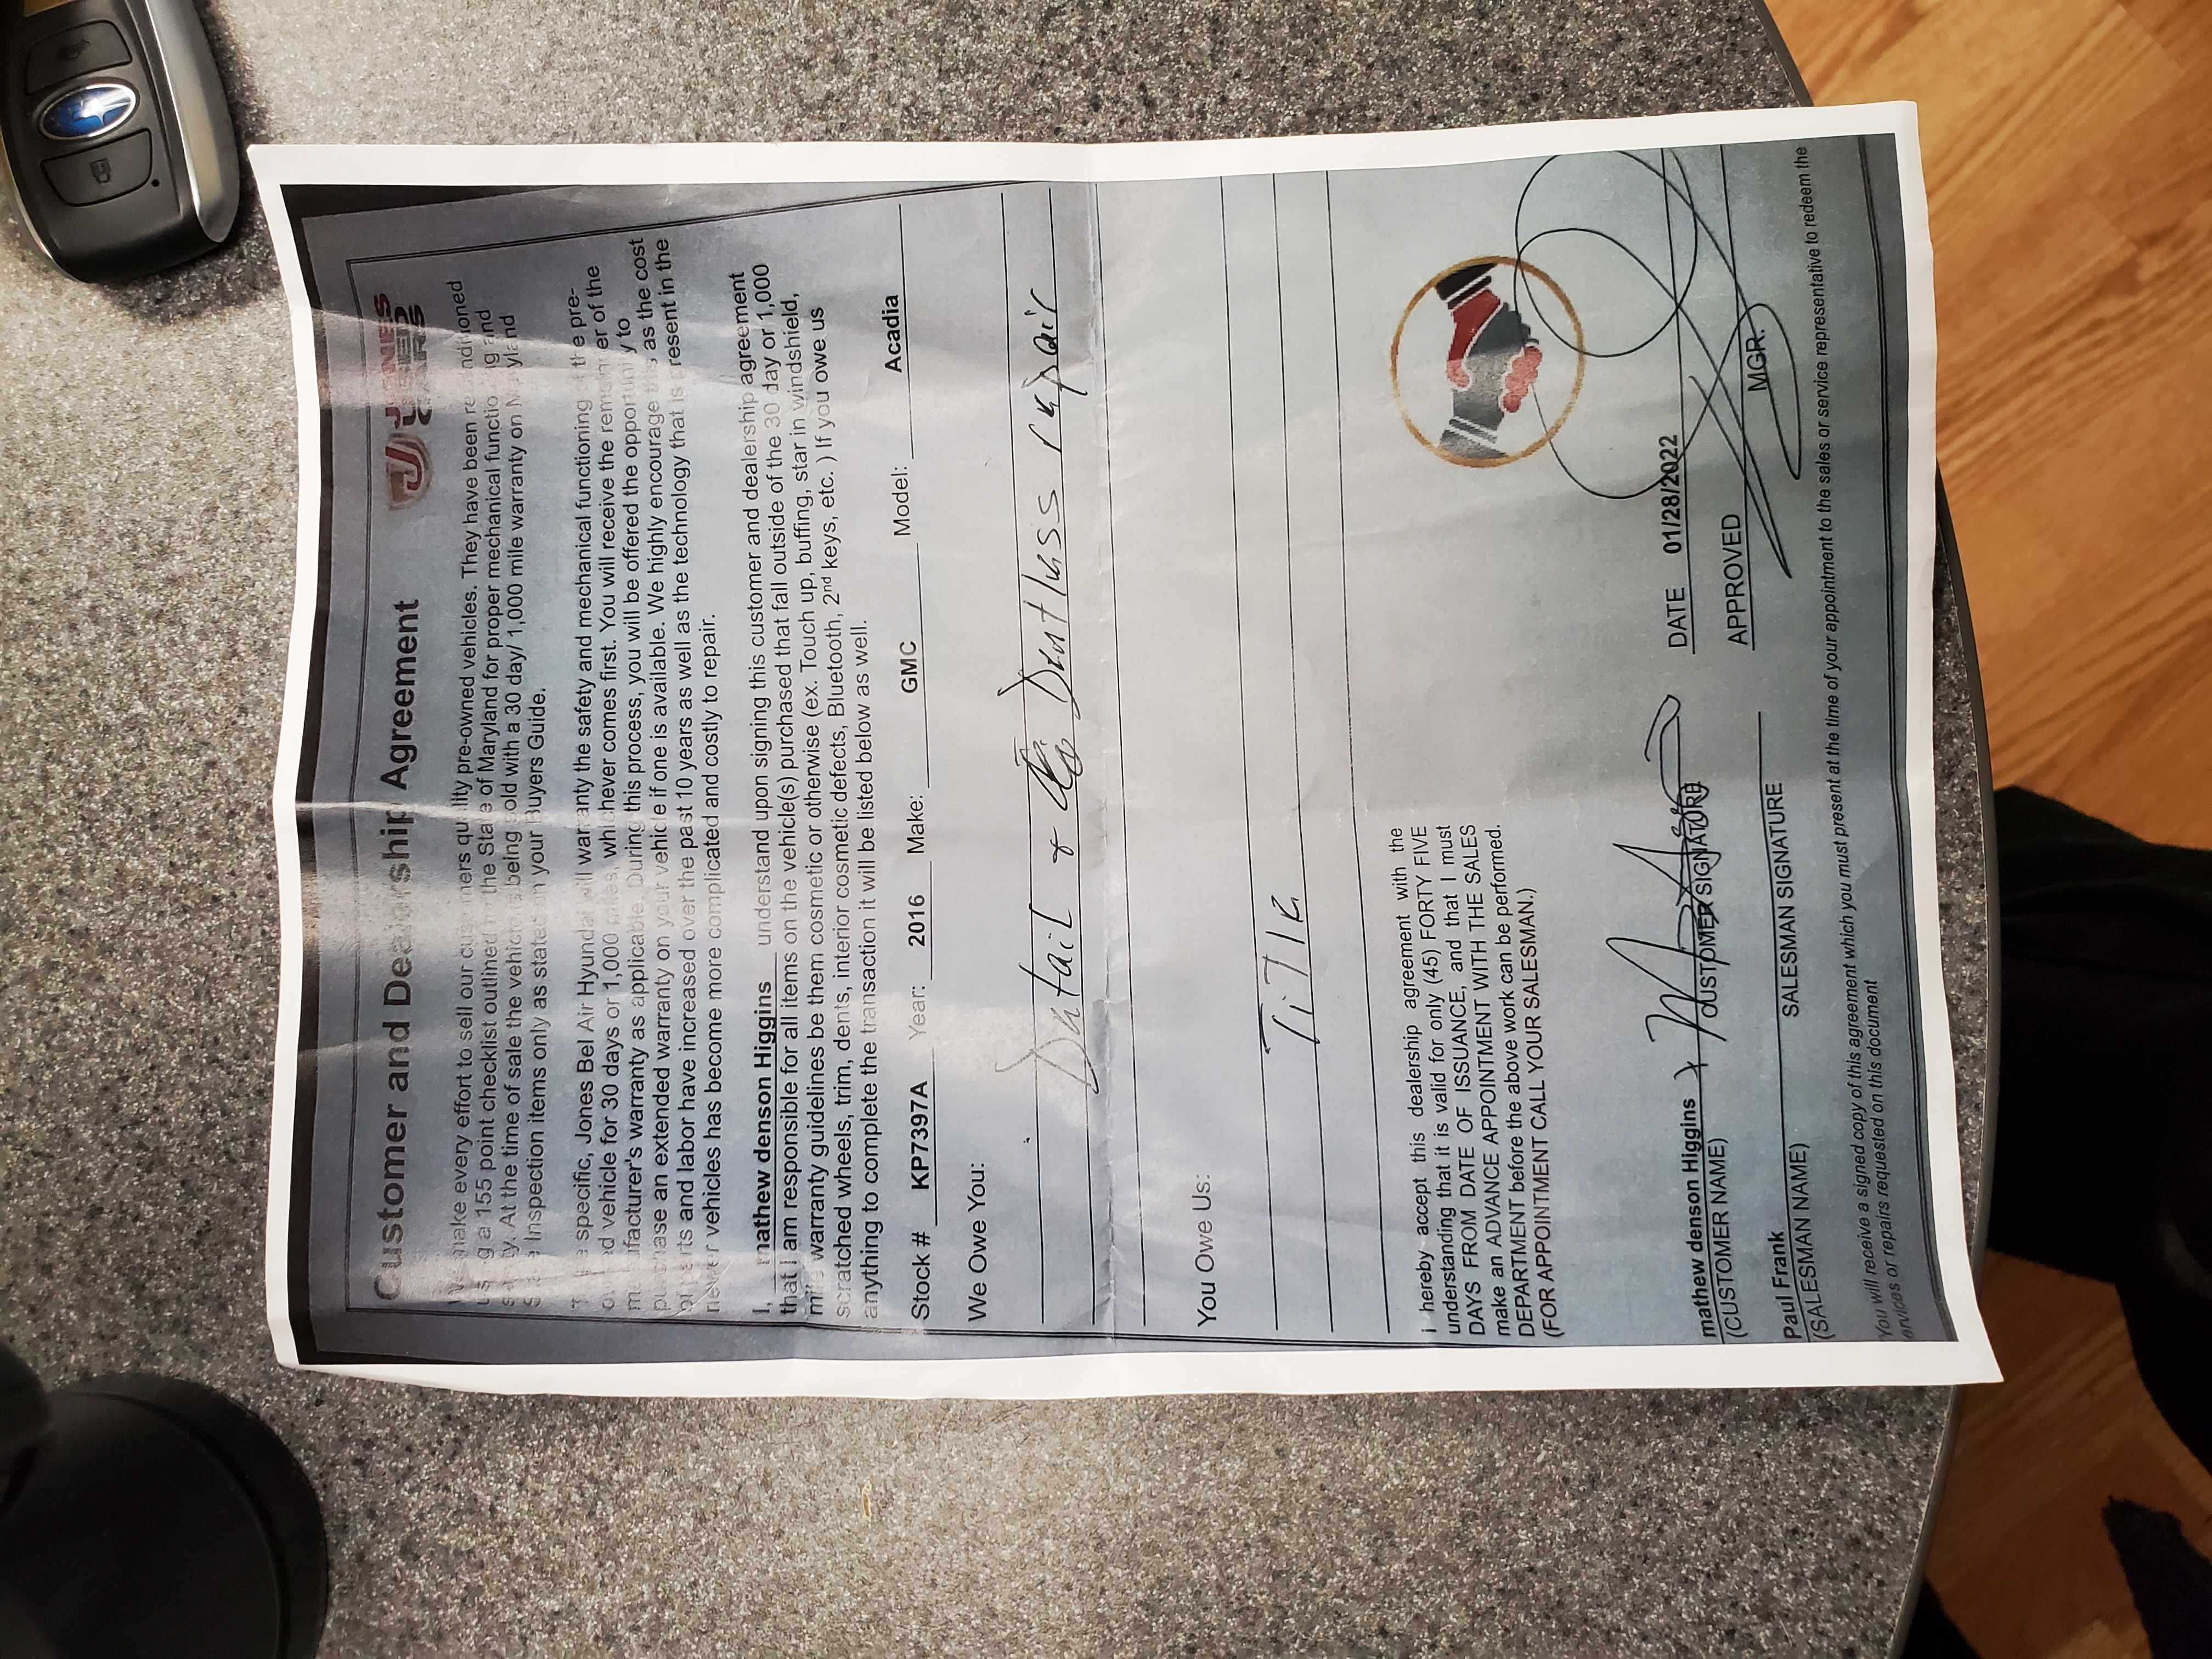 Customer and Dealership Agreement
JONES
USED
CARS
make every effort to sell our customers quality pre-owned vehicles. They have been reconditioned
a 155 point checklist outlined the State of Maryland for proper mechanical functioning and
At the time of sale the vehicle being sold with a 30 day/ 1,000 mile warranty on Maryland
Inspection items only as stated on your Buyers Guide.
specific, Jones Bel Air Hyundai will warranty the safety and mechanical functioning the pre-
owned vehicle for 30 days or 1,000 miles, whichever comes first. You will receive the remainder of the
manufacturer's warranty as applicable. During this process, you will be offered the opportunity to
purchase an extended warranty on your vehicle if one is available. We highly encourage this, as the cost
parts and labor have increased over the past 10 years as well as the technology that is present in the
newer vehicles has become more complicated and costly to repair.
I, mathew denson Higgins understand upon signing this customer and dealership agreement
that I am responsible for all items on the vehicle(s) purchased that fall outside of the 30 day or 1,000
mile warranty guidelines be them cosmetic or otherwise (ex. Touch up, buffing, star in windshield,
scratched wheels, trim, dents, interior cosmetic defects, Bluetooth, 2nd keys, etc. ) If you owe us
anything to complete the transaction it will be listed below as well.
Stock # KP7397A Year: 2016 Make: GMC Model: Acadia
We Owe You:
Detail & Dentless repair
You Owe Us:
Title
i hereby accept this dealership agreement with the
understanding that it is valid for only (45) FORTY FIVE
DAYS FROM DATE OF ISSUANCE, and that I must
make an ADVANCE APPOINTMENT WITH THE SALES
DEPARTMENT before the above work can be performed.
(FOR APPOINTMENT CALL YOUR SALESMAN.)
mathew denson Higgins x DATE 01/28/2022
(CUSTOMER NAME) CUSTOMER SIGNATURE
APPROVED MGR.
Paul Frank
(SALESMAN NAME) SALESMAN SIGNATURE
You will receive a signed copy of this agreement which you must present at the time of your appointment to the sales or service representative to redeem the
services or repairs requested on this document